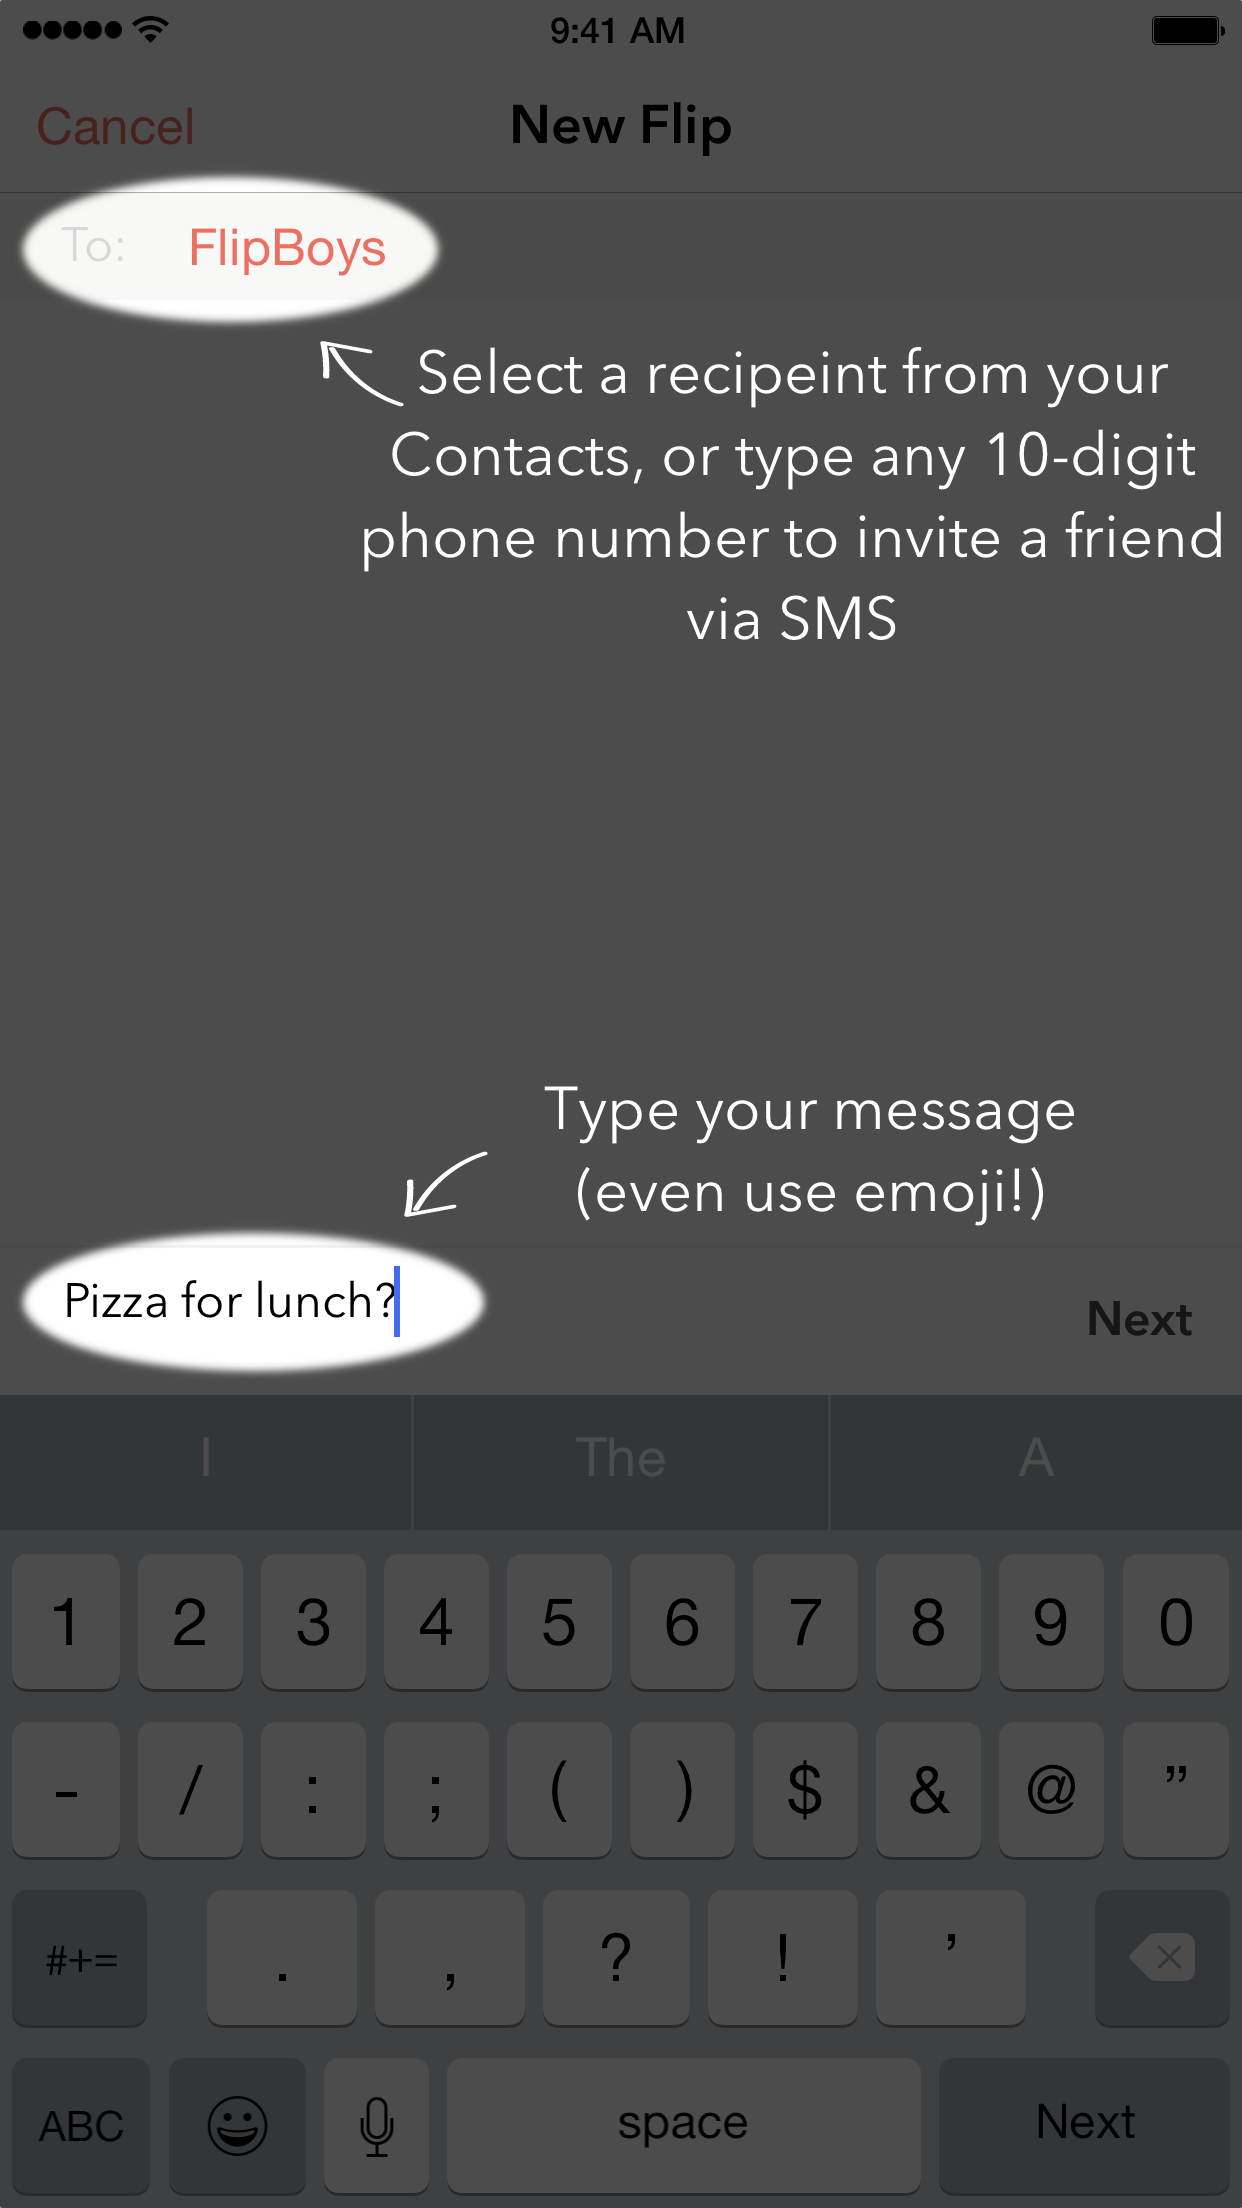 9:41 AM
Cancel New Flip
To: FlipBoys
Select a recipeint from your
Contacts, or type any 10-digit
phone number to invite a friend
via SMS
Type your message
(even use emoji!)
Pizza for lunch?
Next
I The A
1 2 3 4 5 6 7 8 9 0
- / : ; ( ) $ & @ ”
#+= . , ? ! ’
ABC space Next